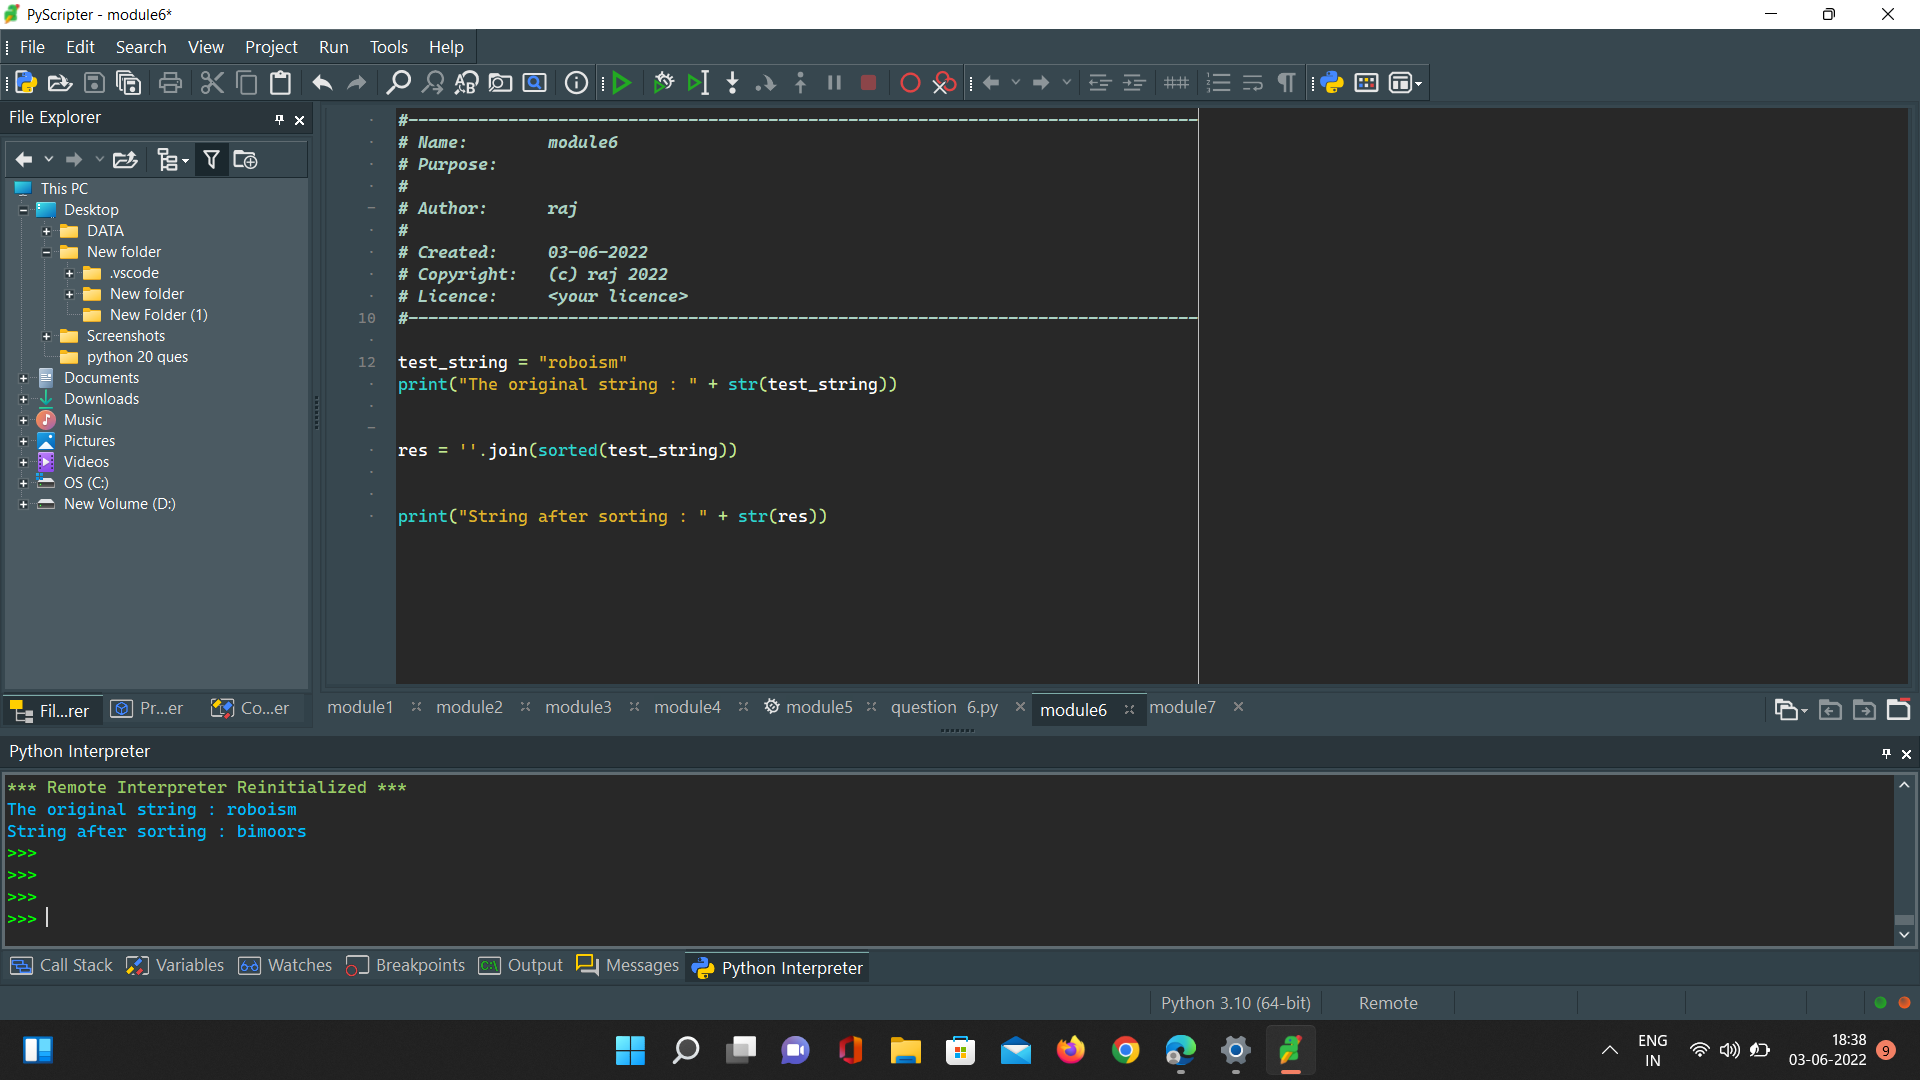 PyScripter - module6*
File Edit Search View Project Run Tools Help
File Explorer
This PC
Desktop
DATA
New folder
.vscode
New folder
New Folder (1)
Screenshots
python 20 ques
Documents
Downloads
Music
Pictures
Videos
OS (C:)
New Volume (D:)
Fil...rer Pr...er Co...er
#-------------------------------------------------------------------------------
# Name: module6
# Purpose:
#
# Author: raj
#
# Created: 03-06-2022
# Copyright: (c) raj 2022
# Licence: <your licence>
10 #-------------------------------------------------------------------------------
12 test_string = "roboism"
print("The original string : " + str(test_string))
res = ''.join(sorted(test_string))
print("String after sorting : " + str(res))
module1 module2 module3 module4 module5 question 6.py module6 module7
Python Interpreter
*** Remote Interpreter Reinitialized ***
The original string : roboism
String after sorting : bimoors
>>>
>>>
>>>
>>>
Call Stack Variables Watches Breakpoints Output Messages Python Interpreter
Python 3.10 (64-bit) Remote
ENG
IN
18:38
03-06-2022
9